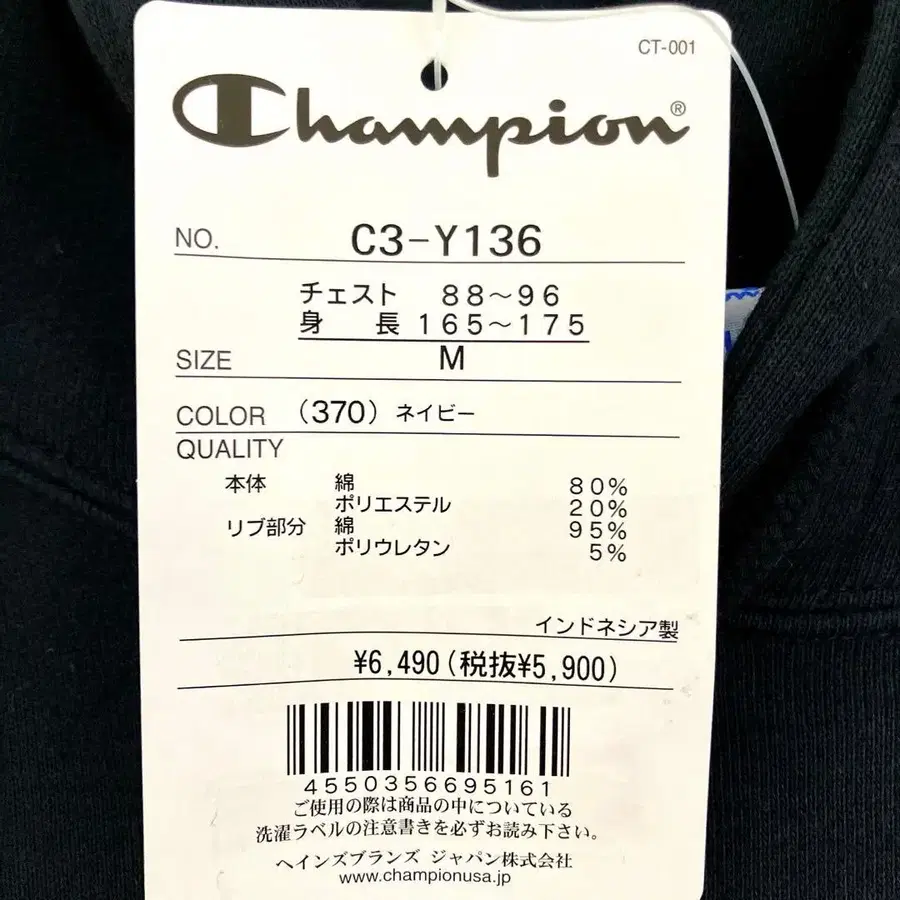 CT-001
Champion®
NO. C3-Y136
チェスト 88〜96
身 長 165〜175
SIZE M
COLOR (370) ネイビー
QUALITY
本体 綿 80%
ポリエステル 20%
リブ部分 綿 95%
ポリウレタン 5%
インドネシア製
¥6,490(税抜¥5,900)
4550356695161
ご使用の際は商品の中についている
洗濯ラベルの注意書きを必ずお読み下さい。
ヘインズブランズ ジャパン株式会社
www.championusa.jp